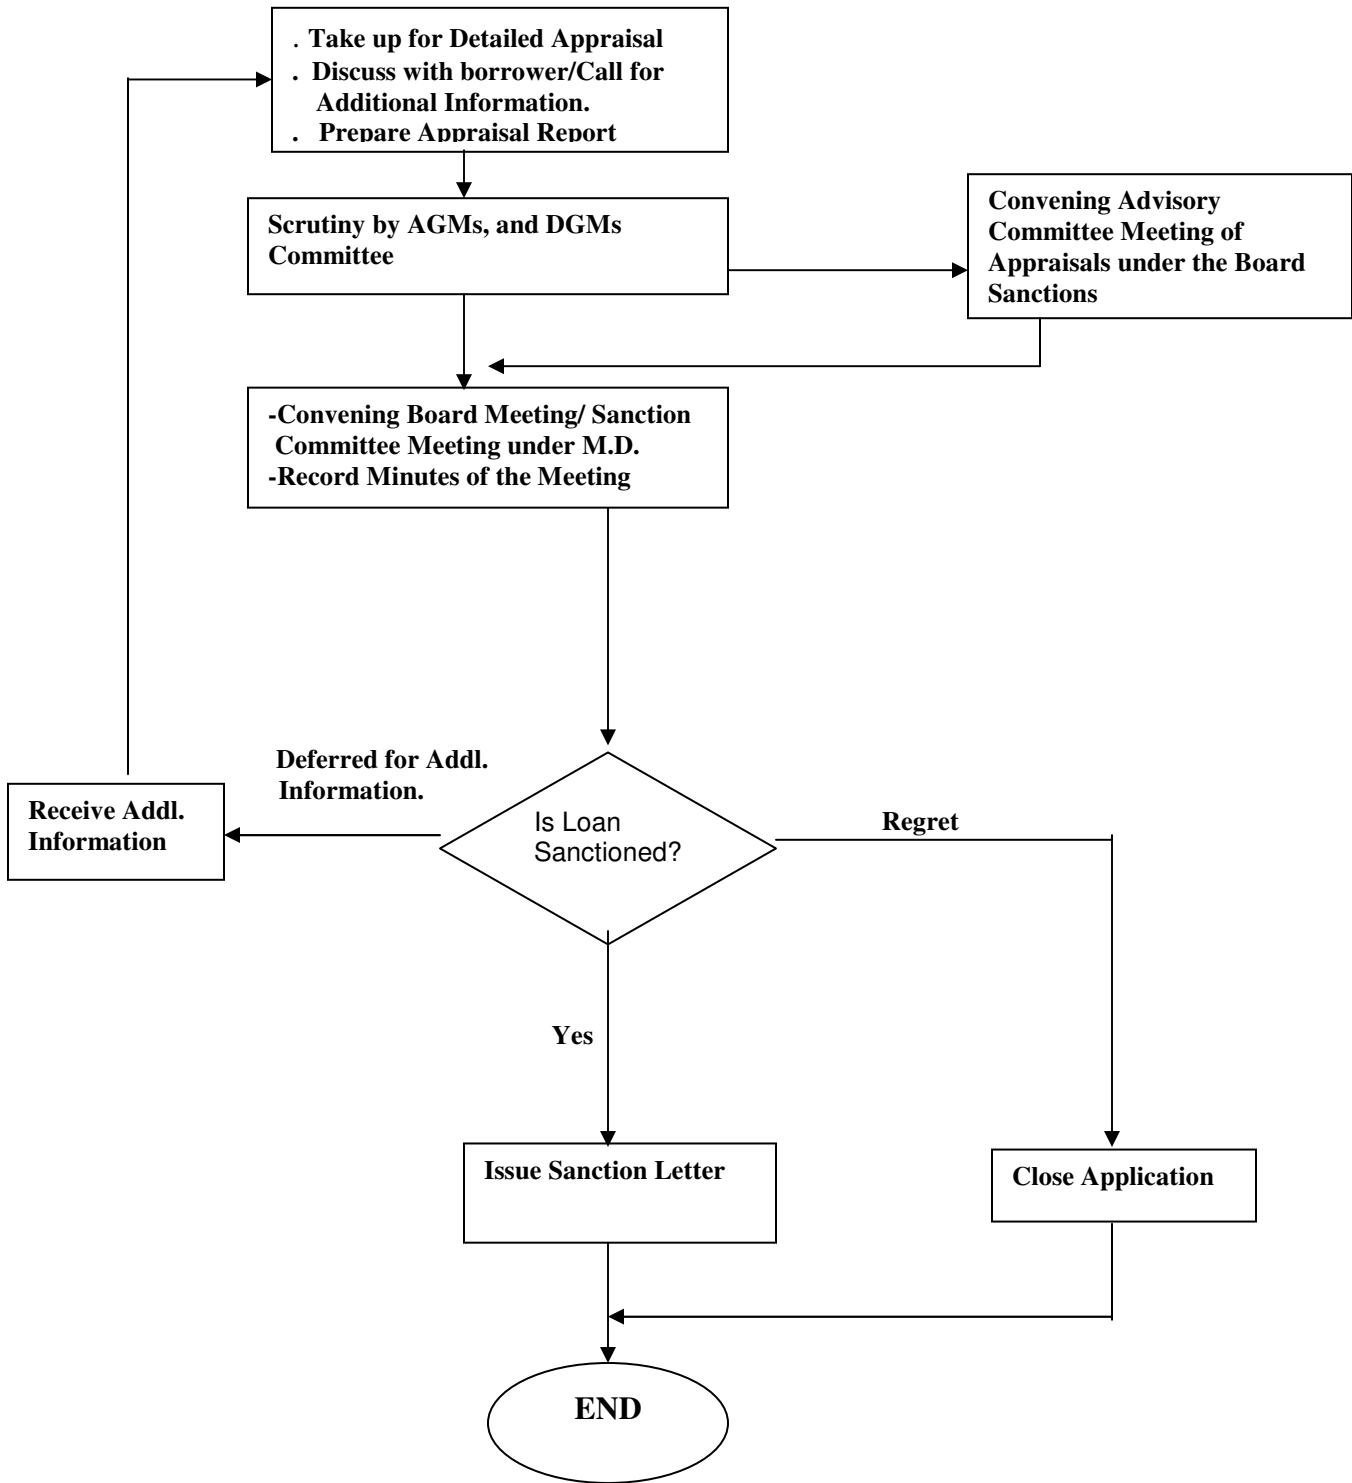 . Take up for Detailed Appraisal
. Discuss with borrower/Call for
Additional Information.
. Prepare Appraisal Report
Scrutiny by AGMs, and DGMs
Committee
Convening Advisory
Committee Meeting of
Appraisals under the Board
Sanctions
-Convening Board Meeting/ Sanction
Committee Meeting under M.D.
-Record Minutes of the Meeting
Deferred for Addl.
Information.
Receive Addl.
Information
Is Loan
Sanctioned?
Regret
Yes
Issue Sanction Letter
Close Application
END